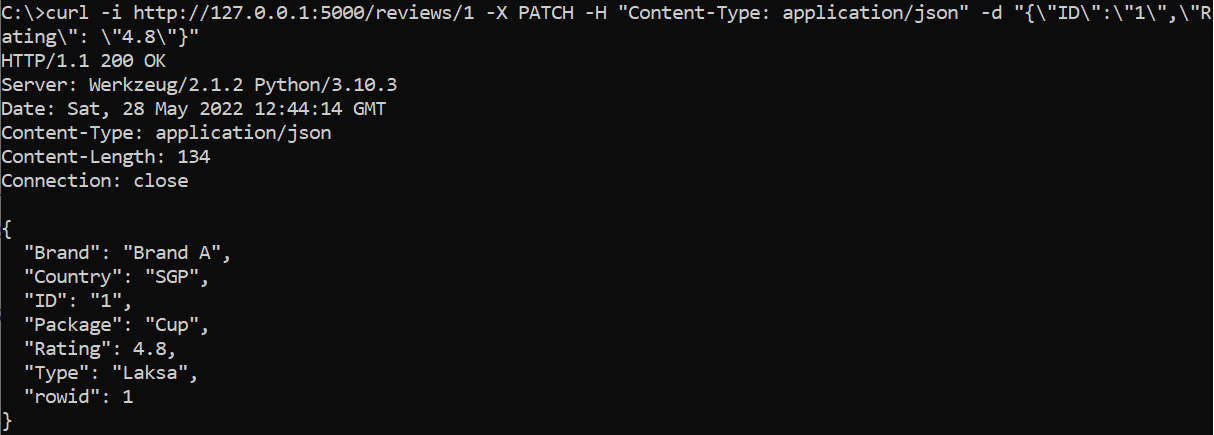 C:\>curl -i http://127.0.0.1:5000/reviews/1 -X PATCH -H "Content-Type: application/json" -d "{\"ID\":\"1\",\"R
ating\": \"4.8\"}"
HTTP/1.1 200 OK
Server: Werkzeug/2.1.2 Python/3.10.3
Date: Sat, 28 May 2022 12:44:14 GMT
Content-Type: application/json
Content-Length: 134
Connection: close

{
  "Brand": "Brand A",
  "Country": "SGP",
  "ID": "1",
  "Package": "Cup",
  "Rating": 4.8,
  "Type": "Laksa",
  "rowid": 1
}